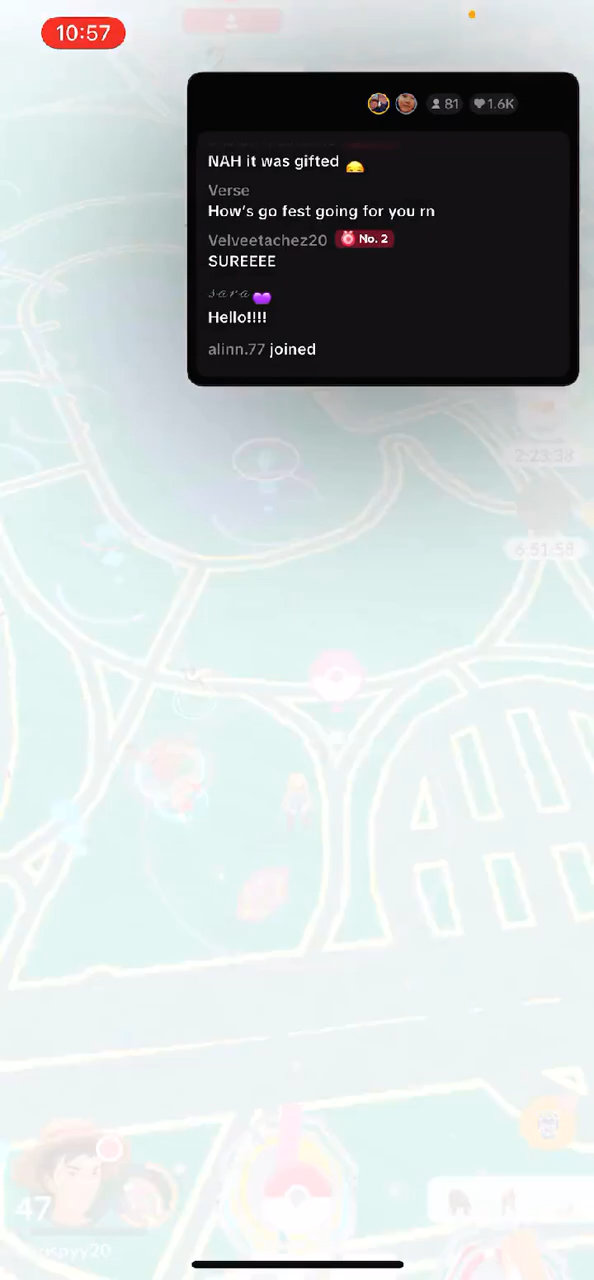 10:57
81
1.6K
NAH it was gifted
Verse
How's go fest going for you rn
Velveetachez20 No. 2
SUREEEE
sara
Hello!!!!
alinn.77 joined
2:23:38
6:51:58
47